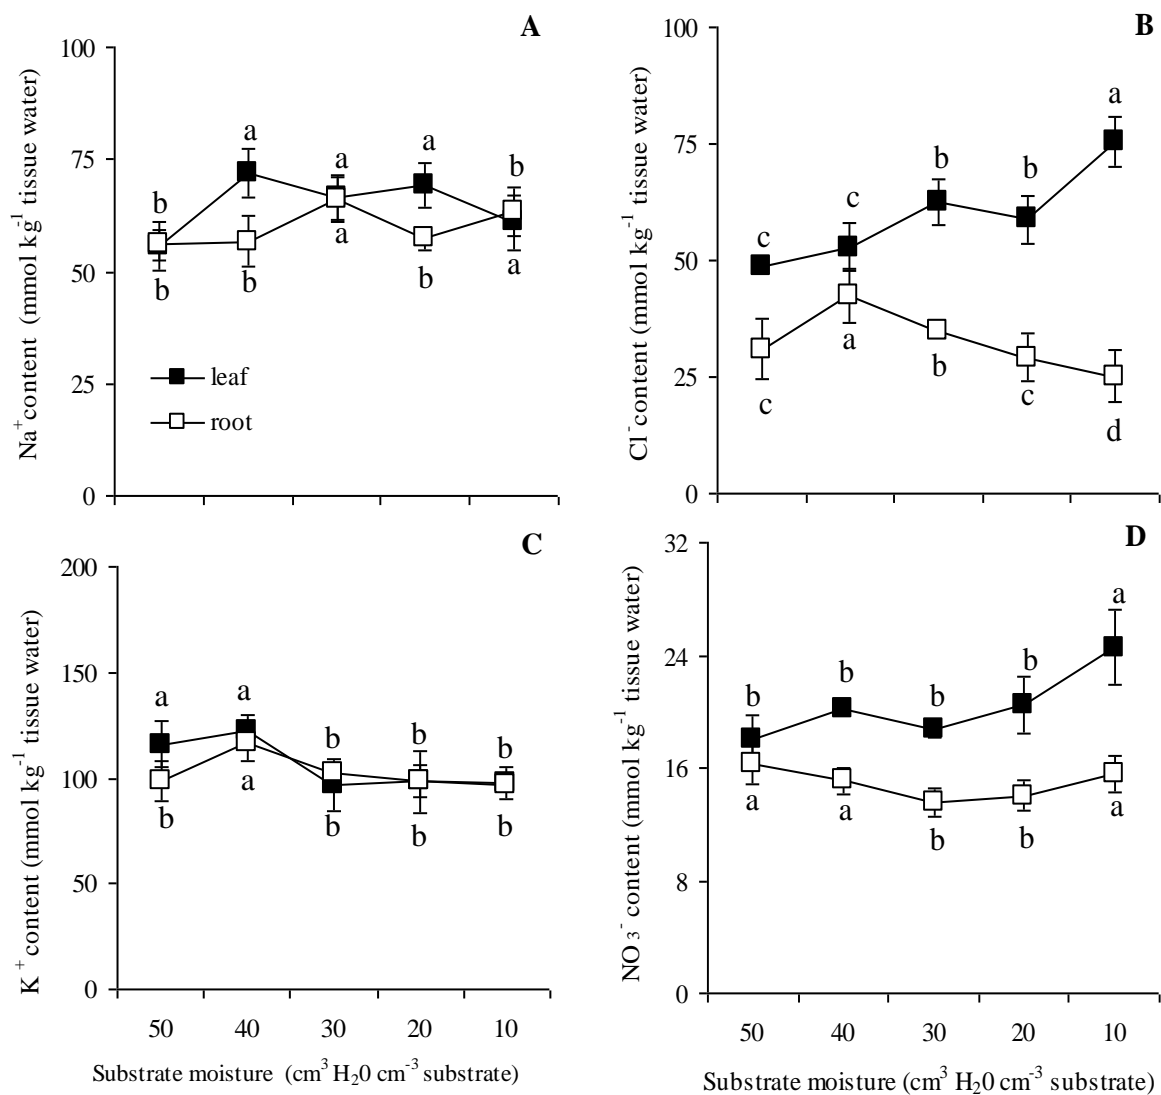 A
Na+ content (mmol kg-1 tissue water)
100
75
50
25
0
b a a a b
b b a b a
leaf
root
B
Cl- content (mmol kg-1 tissue water)
100
75
50
25
0
c c b b a
c a b c d
C
K+ content (mmol kg-1 tissue water)
200
150
100
50
0
a a b b b
b a b b b
50 40 30 20 10
Substrate moisture (cm3 H20 cm-3 substrate)
D
NO3- content (mmol kg-1 tissue water)
32
24
16
8
0
b b b b a
a a b b a
50 40 30 20 10
Substrate moisture (cm3 H20 cm-3 substrate)